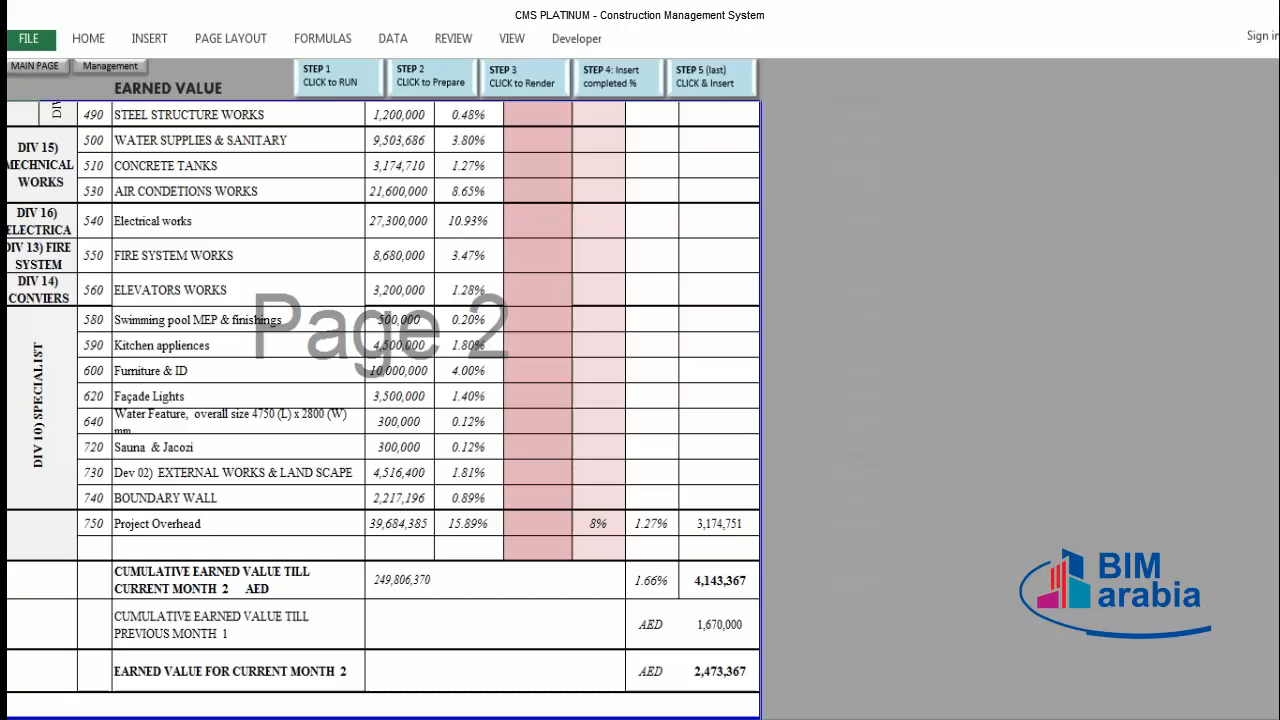 CMS PLATINUM - Construction Management System
FILE HOME INSERT PAGE LAYOUT FORMULAS DATA REVIEW VIEW Developer Sign in
MAIN PAGE Management
EARNED VALUE
STEP 1 CLICK to RUN
STEP 2 CLICK to Prepare
STEP 3 CLICK to Render
STEP 4: Insert completed %
STEP 5 (last) CLICK & Insert
DIV
490 STEEL STRUCTURE WORKS 1,200,000 0.48%
DIV 15) MECHNICAL WORKS
500 WATER SUPPLIES & SANITARY 9,503,686 3.80%
510 CONCRETE TANKS 3,174,710 1.27%
530 AIR CONDETIONS WORKS 21,600,000 8.65%
DIV 16) ELECTRICA
540 Electrical works 27,300,000 10.93%
DIV 13) FIRE SYSTEM
550 FIRE SYSTEM WORKS 8,680,000 3.47%
DIV 14) CONVIERS
560 ELEVATORS WORKS 3,200,000 1.28%
Page 2
DIV 10) SPECIALIST
580 Swimming pool MEP & finishings 500,000 0.20%
590 Kitchen appliences 4,500,000 1.80%
600 Furniture & ID 10,000,000 4.00%
620 Façade Lights 3,500,000 1.40%
640 Water Feature, overall size 4750 (L) x 2800 (W) mm 300,000 0.12%
720 Sauna & Jacozi 300,000 0.12%
730 Dev 02) EXTERNAL WORKS & LAND SCAPE 4,516,400 1.81%
740 BOUNDARY WALL 2,217,196 0.89%
750 Project Overhead 39,684,385 15.89% 8% 1.27% 3,174,751
CUMULATIVE EARNED VALUE TILL
CURRENT MONTH 2 AED 249,806,370 1.66% 4,143,367
CUMULATIVE EARNED VALUE TILL
PREVIOUS MONTH 1 AED 1,670,000
EARNED VALUE FOR CURRENT MONTH 2 AED 2,473,367
BIM
arabia